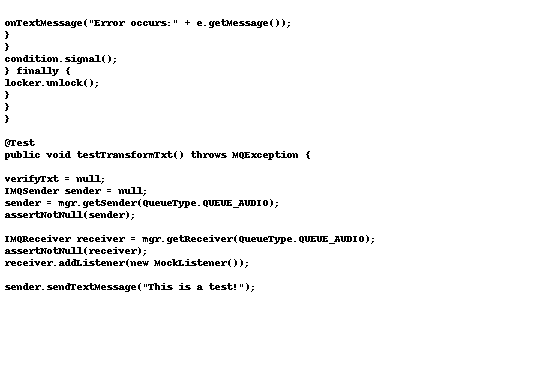 onTextMessage("Error occurs:" + e.getMessage());
}
}
condition.signal();
} finally {
locker.unlock();
}
}
}
@Test
public void testTransformTxt() throws MQException {
verifyTxt = null;
IMQSender sender = null;
sender = mgr.getSender(QueueType.QUEUE_AUDIO);
assertNotNull(sender);
IMQReceiver receiver = mgr.getReceiver(QueueType.QUEUE_AUDIO);
assertNotNull(receiver);
receiver.addListener(new MockListener());
sender.sendTextMessage("This is a test!");